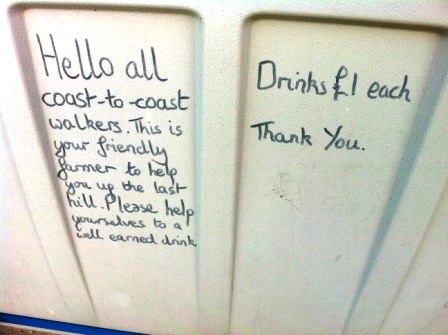 Hello all
coast-to-coast
walkers. This is
your friendly
farmer to help
you up the last
hill. Please help
yourselves to a
well earned drink
Drinks £1 each
Thank You.